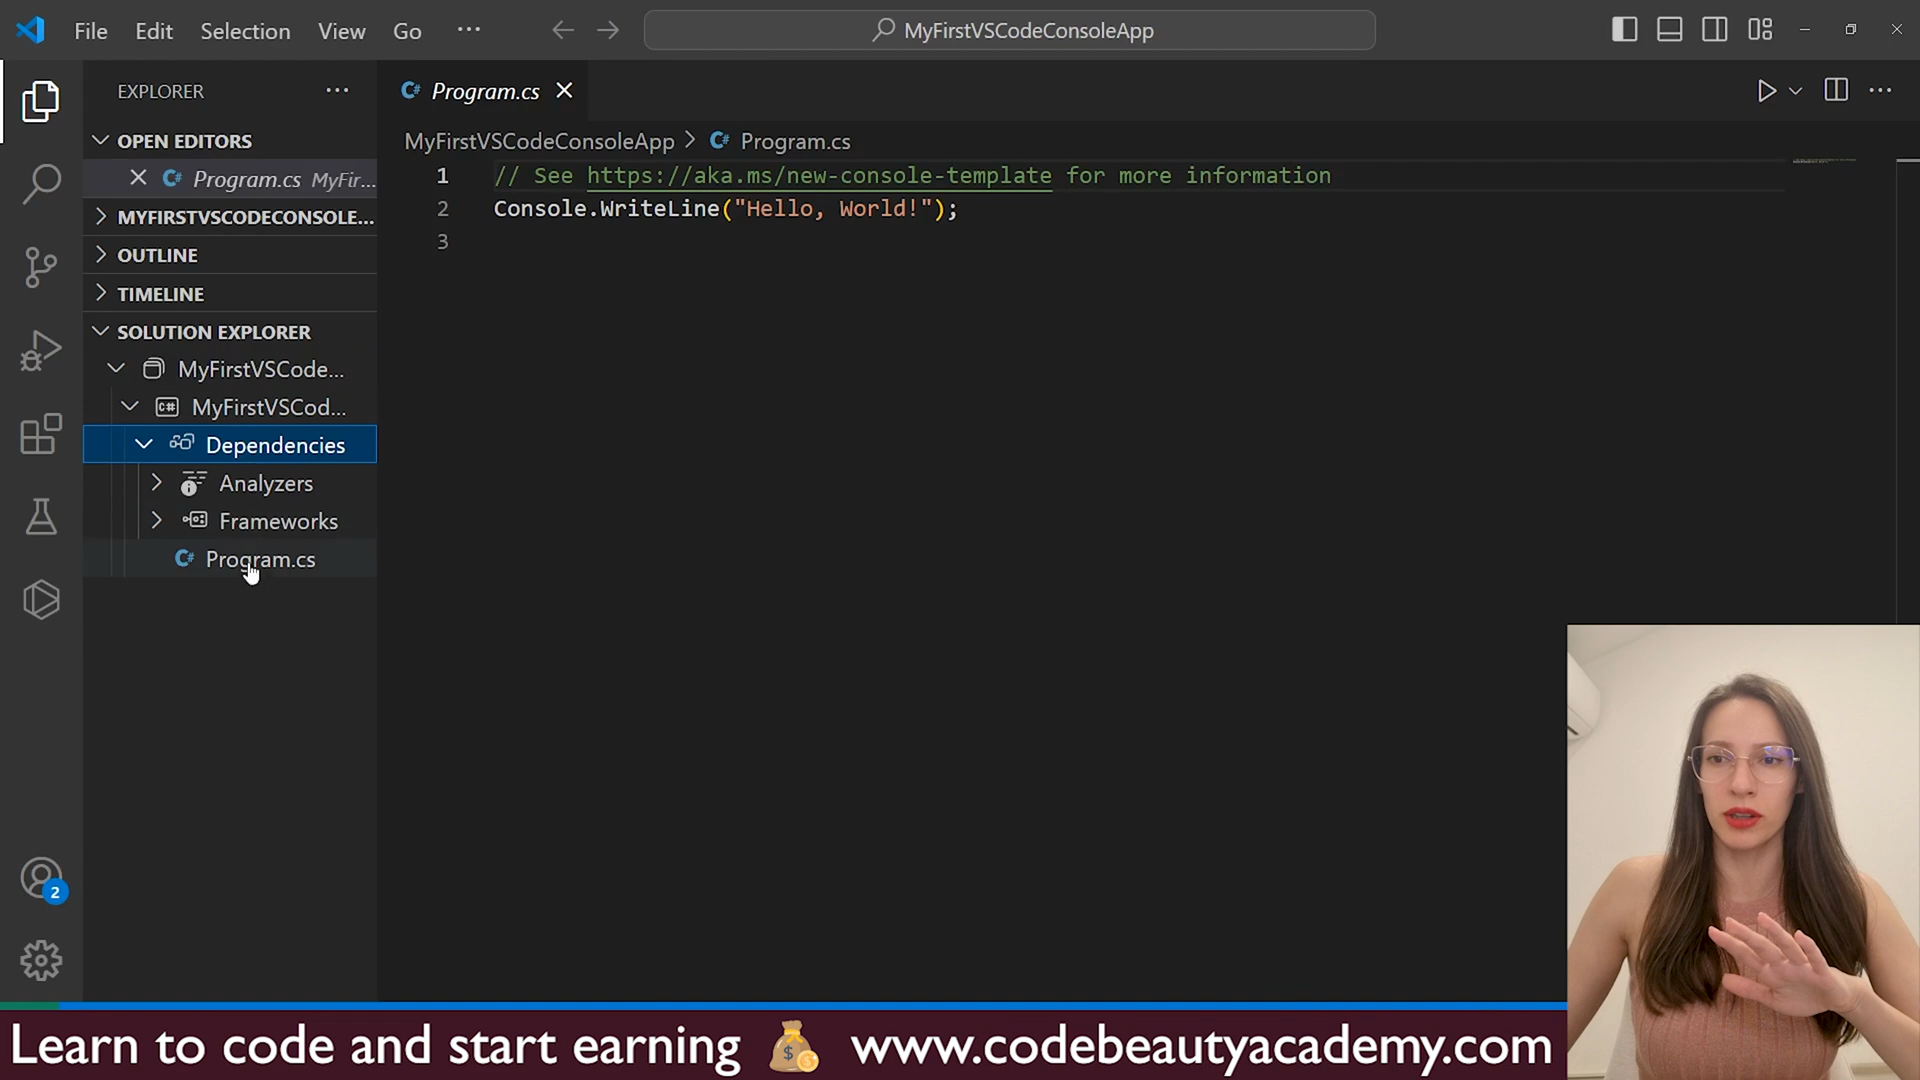 File Edit Selection View Go ···
MyFirstVSCodeConsoleApp
EXPLORER ···
OPEN EDITORS
Program.cs MyFir...
MYFIRSTVSCODECONSOLE...
OUTLINE
TIMELINE
SOLUTION EXPLORER
MyFirstVSCode...
MyFirstVSCod...
Dependencies
Analyzers
Frameworks
Program.cs
2
Program.cs
MyFirstVSCodeConsoleApp > Program.cs
1 // See https://aka.ms/new-console-template for more information
2 Console.WriteLine("Hello, World!");
3
Learn to code and start earning www.codebeautyacademy.com